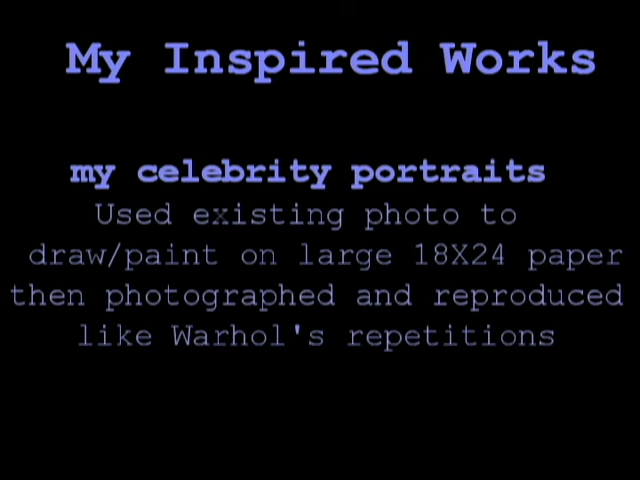 My Inspired Works
my celebrity portraits
Used existing photo to
draw/paint on large 18X24 paper
then photographed and reproduced
like Warhol's repetitions